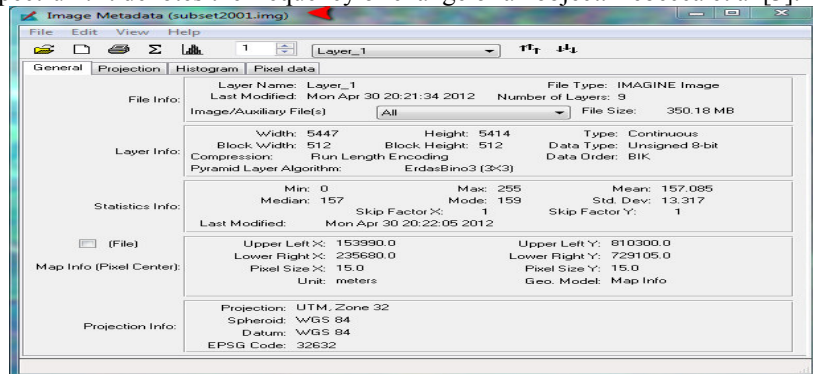 Image Metadata (subset2001.img)
File Edit View Help
Σ 1 Layer_1
General Projection Histogram Pixel data
File Info:
Layer Name: Layer_1 File Type: IMAGINE Image
Last Modified: Mon Apr 30 20:21:34 2012 Number of Layers: 9
Image/Auxiliary File(s) All File Size: 350.18 MB
Layer Info:
Width: 5447 Height: 5414 Type: Continuous
Block Width: 512 Block Height: 512 Data Type: Unsigned 8-bit
Compression: Run Length Encoding Data Order: BIK
Pyramid Layer Algorithm: ErdasBino3 (3X3)
Statistics Info:
Min: 0 Max: 255 Mean: 157.085
Median: 157 Mode: 159 Std. Dev: 13.317
Skip Factor X: 1 Skip Factor Y: 1
Last Modified: Mon Apr 30 20:22:05 2012
(File)
Map Info (Pixel Center):
Upper Left X: 153990.0 Upper Left Y: 810300.0
Lower Right X: 235680.0 Lower Right Y: 729105.0
Pixel Size X: 15.0 Pixel Size Y: 15.0
Unit: meters Geo. Model: Map Info
Projection Info:
Projection: UTM, Zone 32
Spheroid: WGS 84
Datum: WGS 84
EPSG Code: 32632